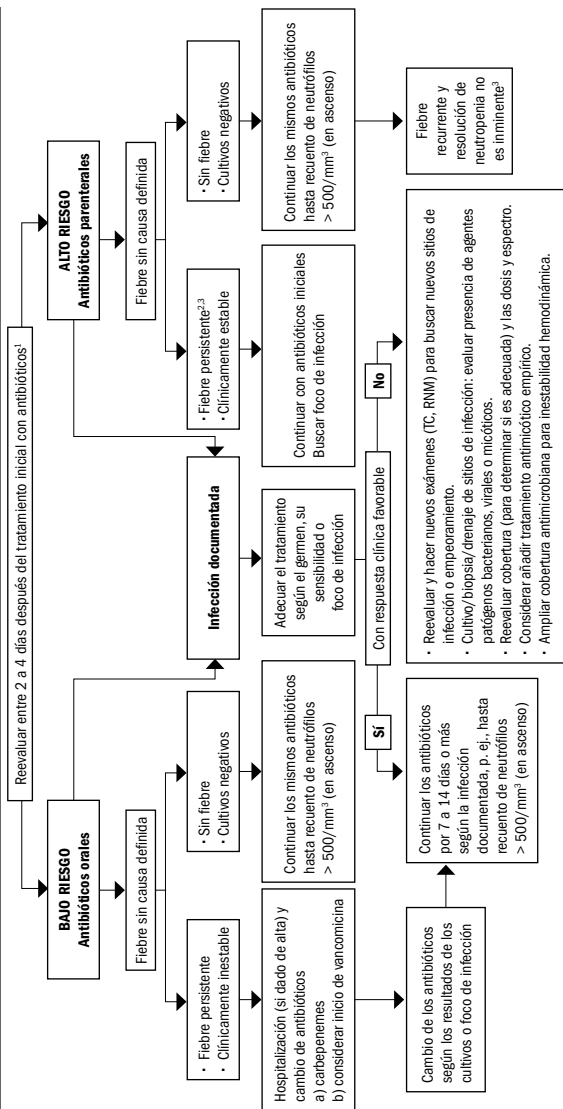 Reevaluar entre 2 a 4 días después del tratamiento inicial con antibióticos¹
BAJO RIESGO
Antibióticos orales
Fiebre sin causa definida
· Fiebre persistente
· Clínicamente inestable
Hospitalización (si dado de alta) y
cambio de antibióticos
a) carbepenemes
b) considerar inicio de vancomicina
Cambio de los antibióticos
según los resultados de los
cultivos o foco de infección
· Sin fiebre
· Cultivos negativos
Continuar los mismos antibióticos
hasta recuento de neutrófilos
> 500/mm³ (en ascenso)
Infección documentada
Adecuar el tratamiento
según el germen, su
sensibilidad o
foco de infección
Con respuesta clínica favorable
Sí
Continuar los antibióticos
por 7 a 14 días o más
según la infección
documentada, p. ej., hasta
recuento de neutrófilos
> 500/mm³ (en ascenso)
No
· Reevaluar y hacer nuevos exámenes (TC, RNM) para buscar nuevos sitios de
infección o empeoramiento.
· Cultivo/biopsia/drenaje de sitios de infección: evaluar presencia de agentes
patógenos bacterianos, virales o micóticos.
· Reevaluar cobertura (para determinar si es adecuada) y las dosis y espectro.
· Considerar añadir tratamiento antimicótico empírico.
· Ampliar cobertura antimicrobiana para inestabilidad hemodinámica.
ALTO RIESGO
Antibióticos parenterales
Fiebre sin causa definida
· Fiebre persistente²,³
· Clínicamente estable
Continuar con antibióticos iniciales
Buscar foco de infección
· Sin fiebre
· Cultivos negativos
Continuar los mismos antibióticos
hasta recuento de neutrófilos
> 500/mm³ (en ascenso)
Fiebre
recurrente y
resolución de
neutropenia no
es inminente³